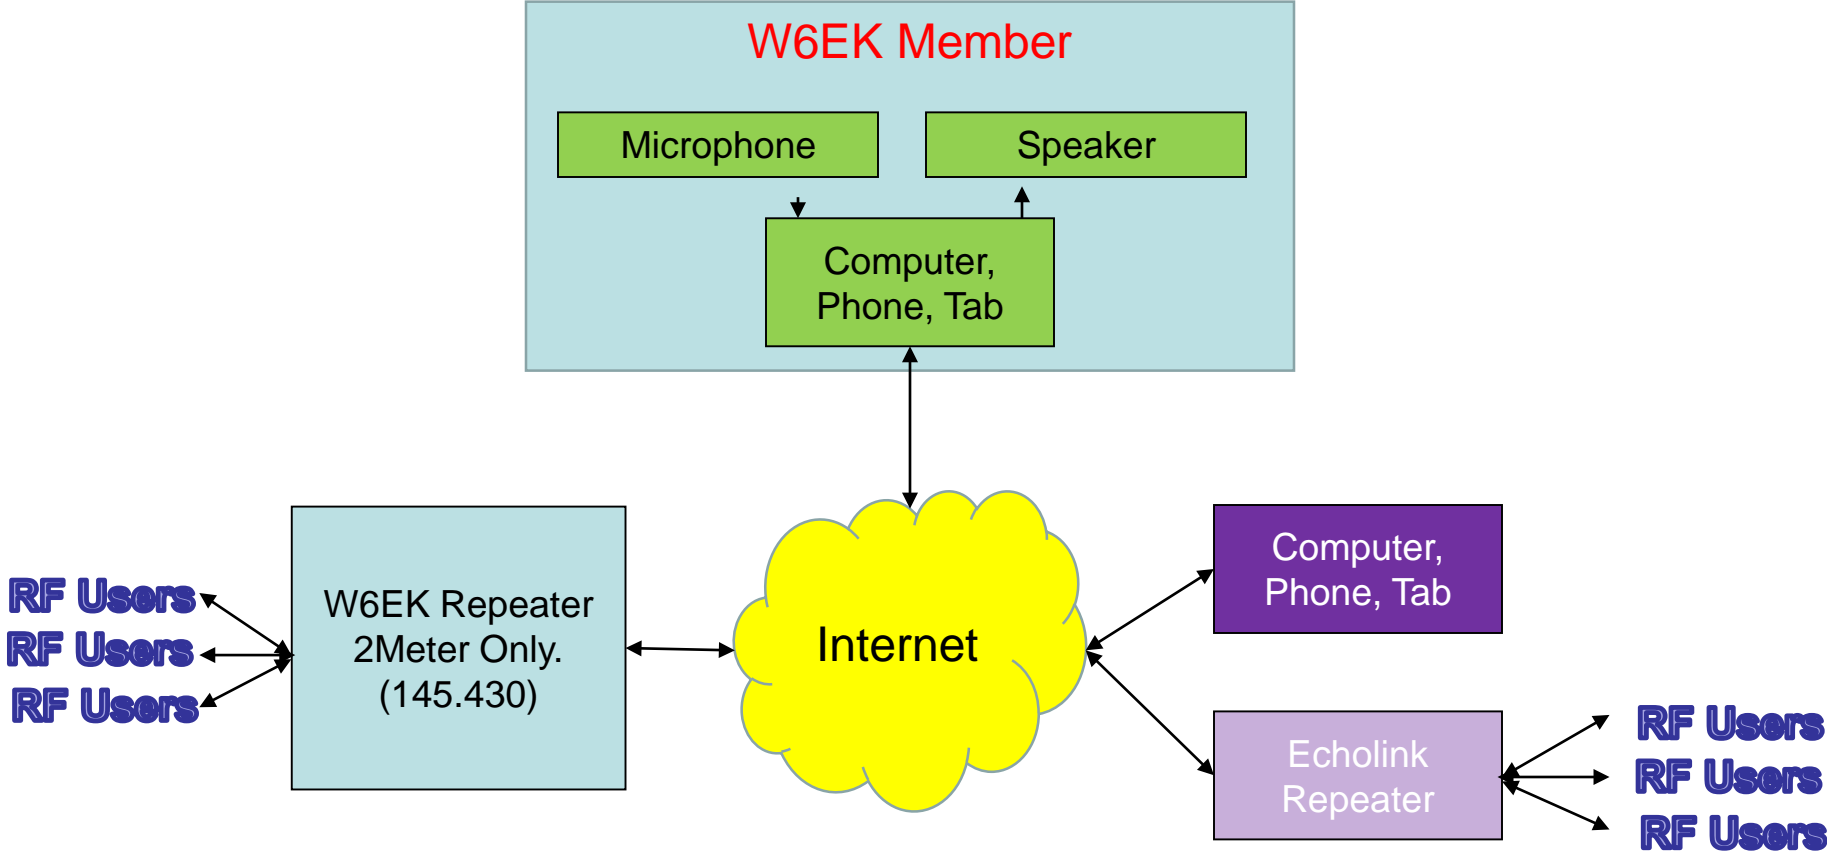 W6EK Member
Microphone
Speaker
Computer,
Phone, Tab
RF Users
RF Users
RF Users
W6EK Repeater
2Meter Only.
(145.430)
Internet
Computer,
Phone, Tab
Echolink
Repeater
RF Users
RF Users
RF Users